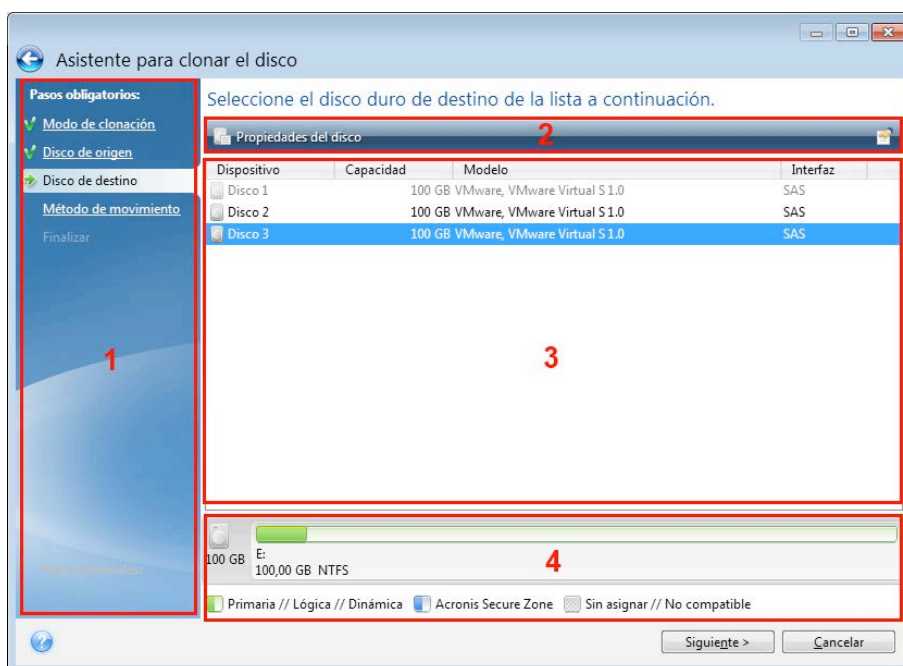 Asistente para clonar el disco
Pasos obligatorios:
Modo de clonación
Disco de origen
Disco de destino
Método de movimiento
Finalizar
1
Seleccione el disco duro de destino de la lista a continuación.
Propiedades del disco
2
Dispositivo Capacidad Modelo Interfaz
Disco 1 100 GB VMware, VMware Virtual S 1.0 SAS
Disco 2 100 GB VMware, VMware Virtual S 1.0 SAS
Disco 3 100 GB VMware, VMware Virtual S 1.0 SAS
3
100 GB
E:
100,00 GB NTFS
4
Primaria // Lógica // Dinámica Acronis Secure Zone Sin asignar // No compatible
Siguiente > Cancelar